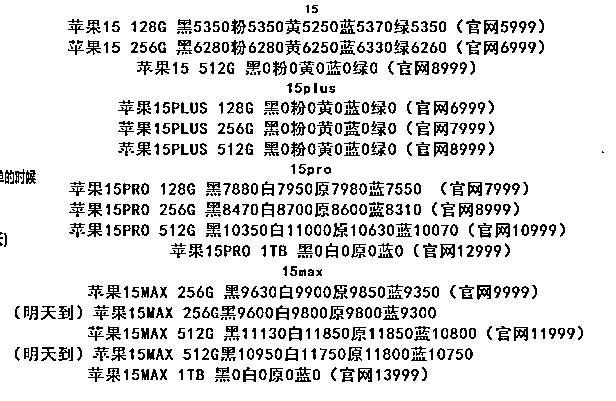 15
苹果15 128G 黑5350粉5350黄5250蓝5370绿5350（官网5999）
苹果15 256G 黑6280粉6280黄6250蓝6330绿6260（官网6999）
苹果15 512G 黑0粉0黄0蓝0绿0（官网8999）
15plus
苹果15PLUS 128G 黑0粉0黄0蓝0绿0（官网6999）
苹果15PLUS 256G 黑0粉0黄0蓝0绿0（官网7999）
苹果15PLUS 512G 黑0粉0黄0蓝0绿0（官网8999）
15pro
的时候
苹果15PRO 128G 黑7880白7950原7980蓝7550 （官网7999）
苹果15PRO 256G 黑8470白8700原8600蓝8310（官网8999）
苹果15PRO 512G 黑10350白11000原10630蓝10070（官网10999）
苹果15PRO 1TB 黑0白0原0蓝0（官网12999）
15max
苹果15MAX 256G 黑9630白9900原9850蓝9350（官网9999）
（明天到）苹果15MAX 256G黑9600白9800原9800蓝9300
苹果15MAX 512G 黑11130白11850原11850蓝10800（官网11999）
（明天到）苹果15MAX 512G黑10950白11750原11800蓝10750
苹果15MAX 1TB 黑0白0原0蓝0（官网13999）